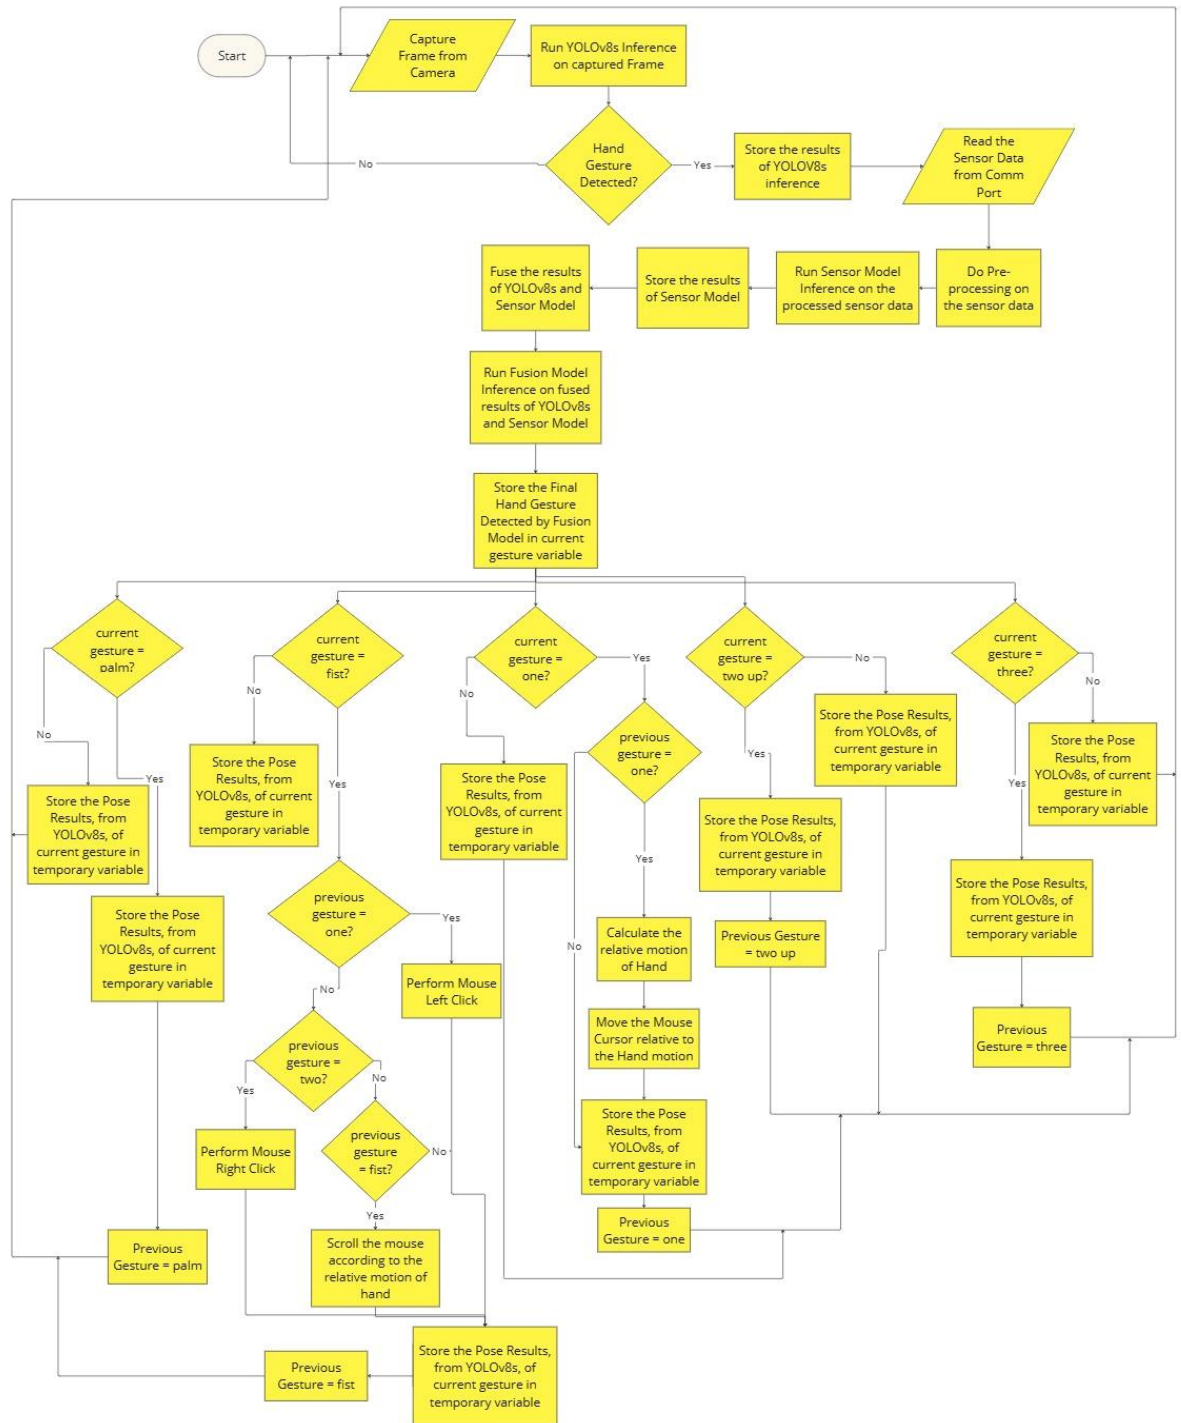 Start
Capture
Frame from
Camera
Run YOLOv8s Inference
on captured Frame
Hand
Gesture
Detected?
No
Yes
Store the results
of YOLOV8s
inference
Read the
Sensor Data
from Comm
Port
Do Pre-
processing on
the sensor data
Run Sensor Model
Inference on the
processed sensor data
Store the results
of Sensor Model
Fuse the results
of YOLOv8s and
Sensor Model
Run Fusion Model
Inference on fused
results of YOLOv8s
and Sensor Model
Store the Final
Hand Gesture
Detected by Fusion
Model in current
gesture variable
current
gesture =
palm?
No
Yes
Store the Pose
Results, from
YOLOv8s, of
current gesture in
temporary variable
Store the Pose
Results, from
YOLOv8s, of current
gesture in
temporary variable
Previous
Gesture = palm
current
gesture =
fist?
No
Yes
Store the Pose
Results, from
YOLOv8s, of current
gesture in
temporary variable
previous
gesture =
one?
Yes
No
Perform Mouse
Left Click
previous
gesture =
two?
Yes
No
Perform Mouse
Right Click
previous
gesture
= fist?
No
Yes
Scroll the mouse
according to the
relative motion of
hand
Store the Pose Results,
from YOLOv8s, of
current gesture in
temporary variable
Previous
Gesture = fist
current
gesture =
one?
No
Yes
Store the Pose
Results, from
YOLOv8s, of current
gesture in
temporary variable
previous
gesture =
one?
No
Yes
Calculate the
relative motion
of Hand
Move the Mouse
Cursor relative to
the Hand motion
Store the Pose
Results, from
YOLOv8s, of
current gesture in
temporary variable
Previous
Gesture = one
current
gesture =
two up?
No
Yes
Store the Pose Results,
from YOLOv8s, of
current gesture in
temporary variable
Store the Pose Results,
from YOLOv8s, of
current gesture in
temporary variable
Previous Gesture
= two up
current
gesture =
three?
No
Yes
Store the Pose
Results, from
YOLOv8s, of current
gesture in
temporary variable
Store the Pose Results,
from YOLOv8s, of
current gesture in
temporary variable
Previous
Gesture = three